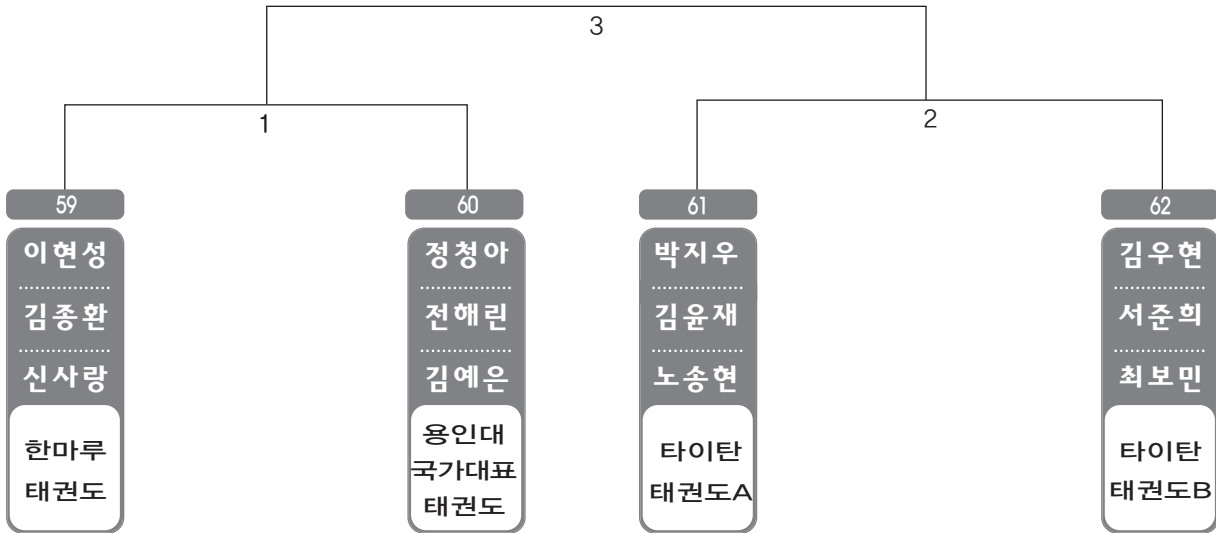 3
1
2
59
이현성
김종환
신사랑
한마루
태권도
60
정청아
전해린
김예은
용인대
국가대표
태권도
61
박지우
김윤재
노송현
타이탄
태권도A
62
김우현
서준희
최보민
타이탄
태권도B